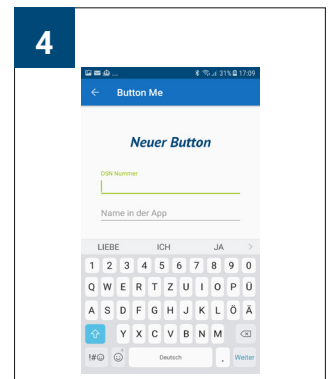 4
31% 17:09
Button Me
Neuer Button
DSN Nummer
Name in der App
LIEBE ICH JA
1 2 3 4 5 6 7 8 9 0
Q W E R T Z U I O P Ü
A S D F G H J K L Ö Ä
Y X C V B N M
!#☺ Deutsch . Weiter